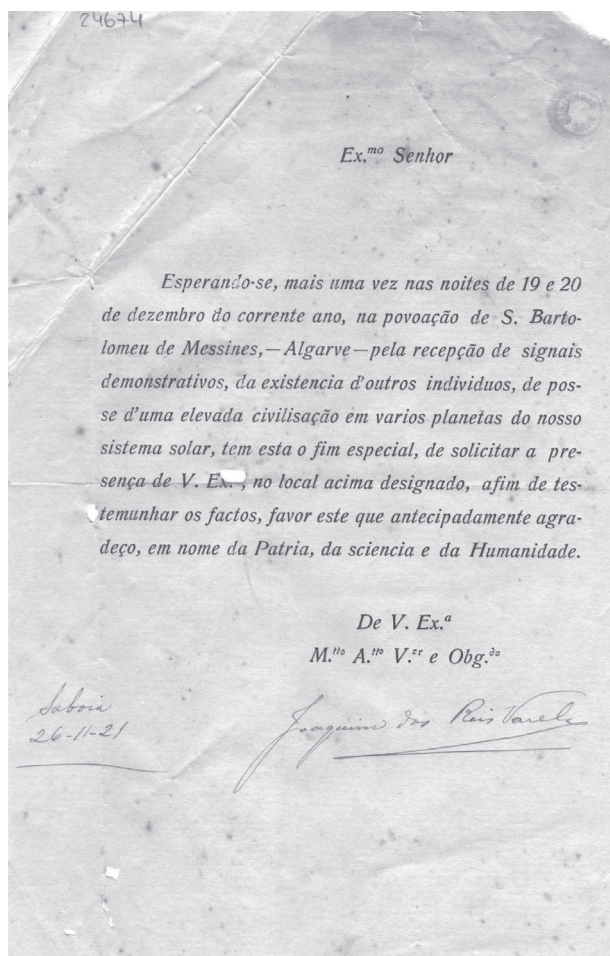 24674
Ex.mo Senhor
Esperando-se, mais uma vez nas noites de 19 e 20
de dezembro do corrente ano, na povoação de S. Barto-
lomeu de Messines,—Algarve—pela recepção de signais
demonstrativos, da existencia d'outros individuos, de pos-
se d'uma elevada civilisação em varios planetas do nosso
sistema solar, tem esta o fim especial, de solicitar a pre-
sença de V. Ex., no local acima designado, afim de tes-
temunhar os factos, favor este que antecipadamente agra-
deço, em nome da Patria, da sciencia e da Humanidade.
De V. Ex.ª
M.to A.to V.or e Obg.do
Saboia
26-11-21
Joaquim dos Reis Varela